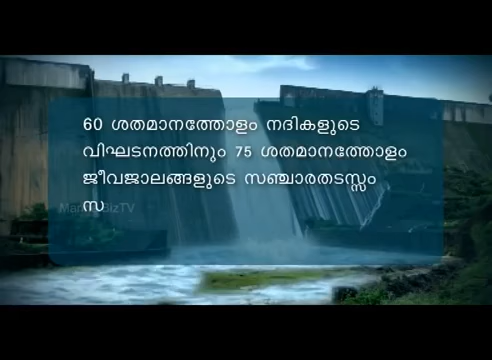 60 ശതമാനത്തോളം നദികളുടെ
വിഘടനത്തിനും 75 ശതമാനത്തോളം
ജീവജാലങ്ങളുടെ സഞ്ചാരതടസ്സം
സ